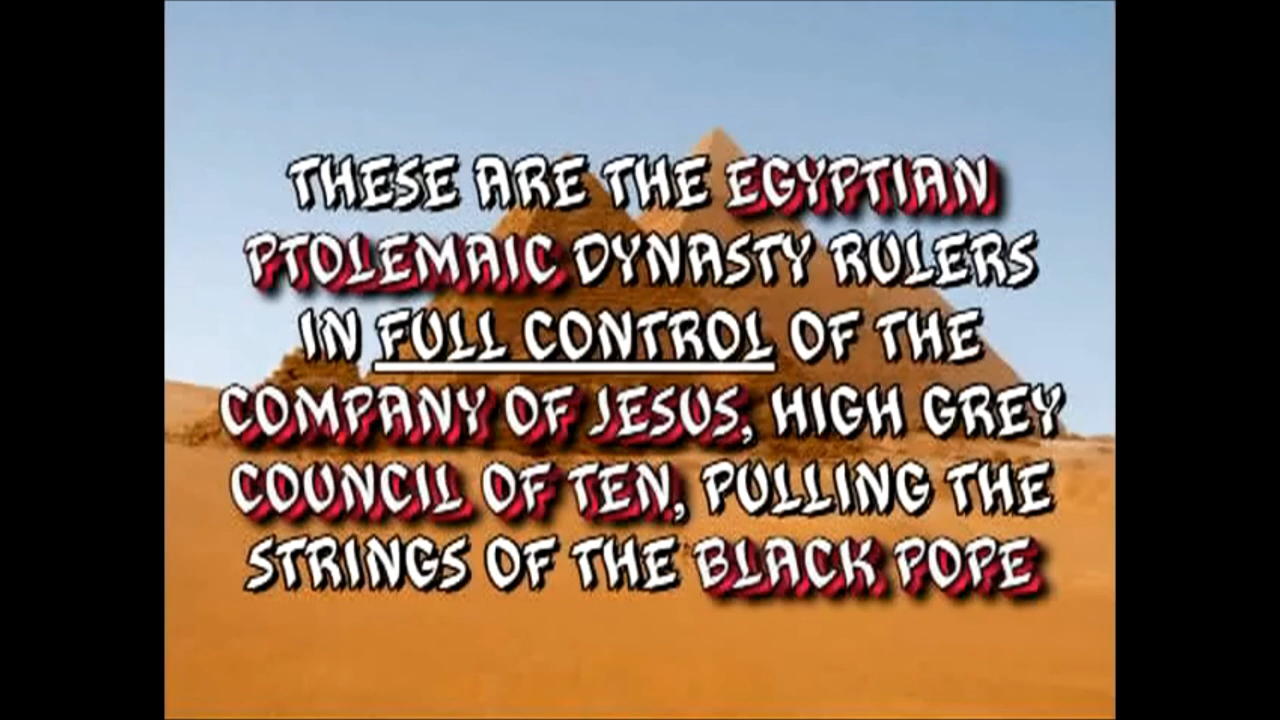 THESE ARE THE EGYPTIAN
PTOLEMAIC DYNASTY RULERS
IN FULL CONTROL OF THE
COMPANY OF JESUS, HIGH GREY
COUNCIL OF TEN, PULLING THE
STRINGS OF THE BLACK POPE